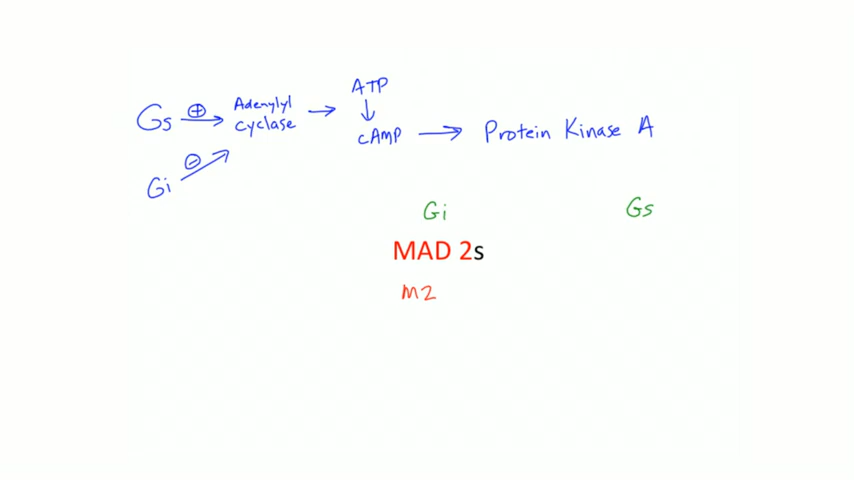 Gs ⊕ Adenylyl cyclase
ATP
cAMP Protein Kinase A
⊖
Gi
Gi Gs
MAD 2s
M2